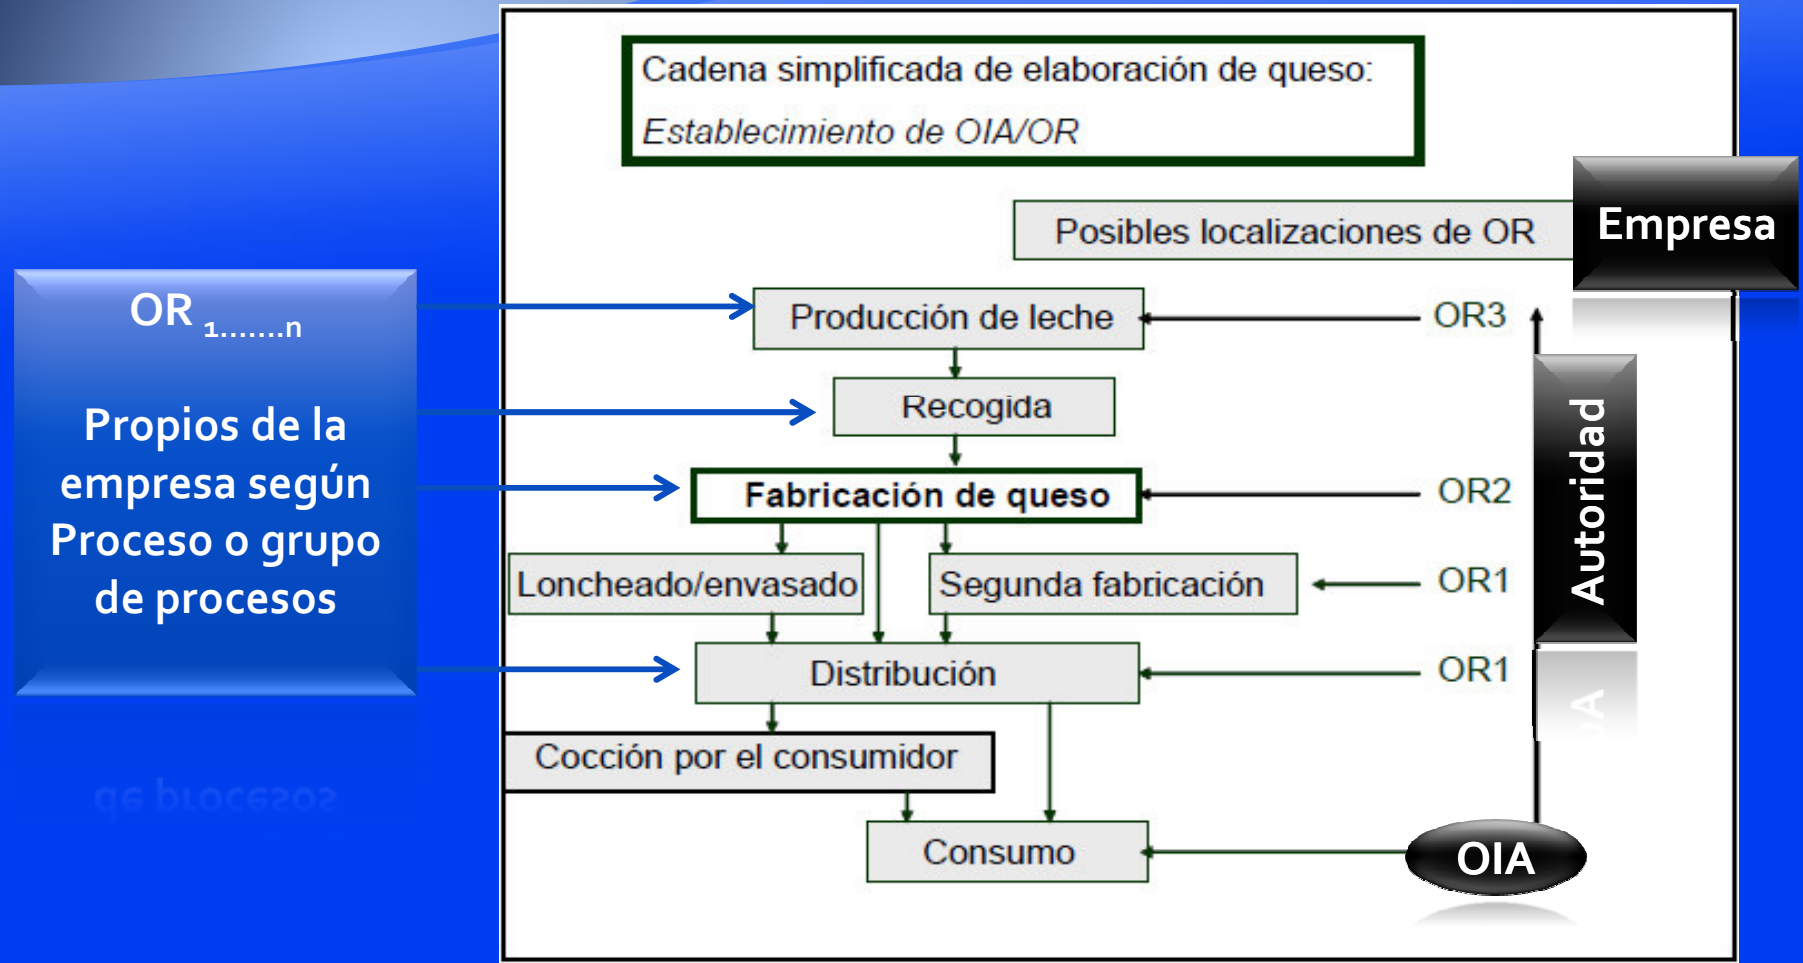 Cadena simplificada de elaboración de queso:
Establecimiento de OIA/OR
Posibles localizaciones de OR
Empresa
OR 1.......n
Propios de la
empresa según
Proceso o grupo
de procesos
Producción de leche
OR3
Recogida
Autoridad
Fabricación de queso
OR2
Loncheado/envasado
Segunda fabricación
OR1
Distribución
OR1
Cocción por el consumidor
Consumo
OIA